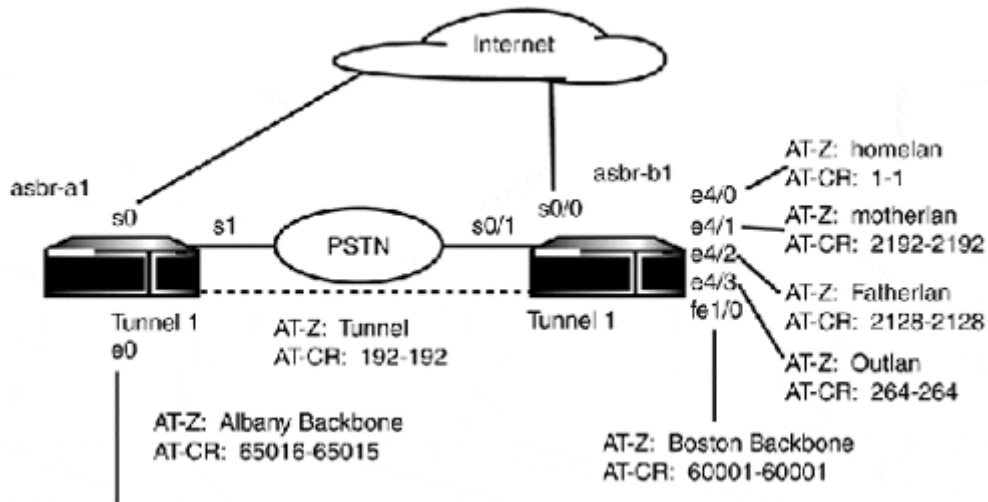 Internet
asbr-a1
s0
s1
PSTN
s0/1
s0/0
asbr-b1
e4/0
e4/1
e4/2
e4/3
fe1/0
AT-Z: homelan
AT-CR: 1-1
AT-Z: motherlan
AT-CR: 2192-2192
AT-Z: Fatherlan
AT-CR: 2128-2128
AT-Z: Outlan
AT-CR: 264-264
Tunnel 1
e0
AT-Z: Tunnel
AT-CR: 192-192
Tunnel 1
AT-Z: Albany Backbone
AT-CR: 65016-65015
AT-Z: Boston Backbone
AT-CR: 60001-60001